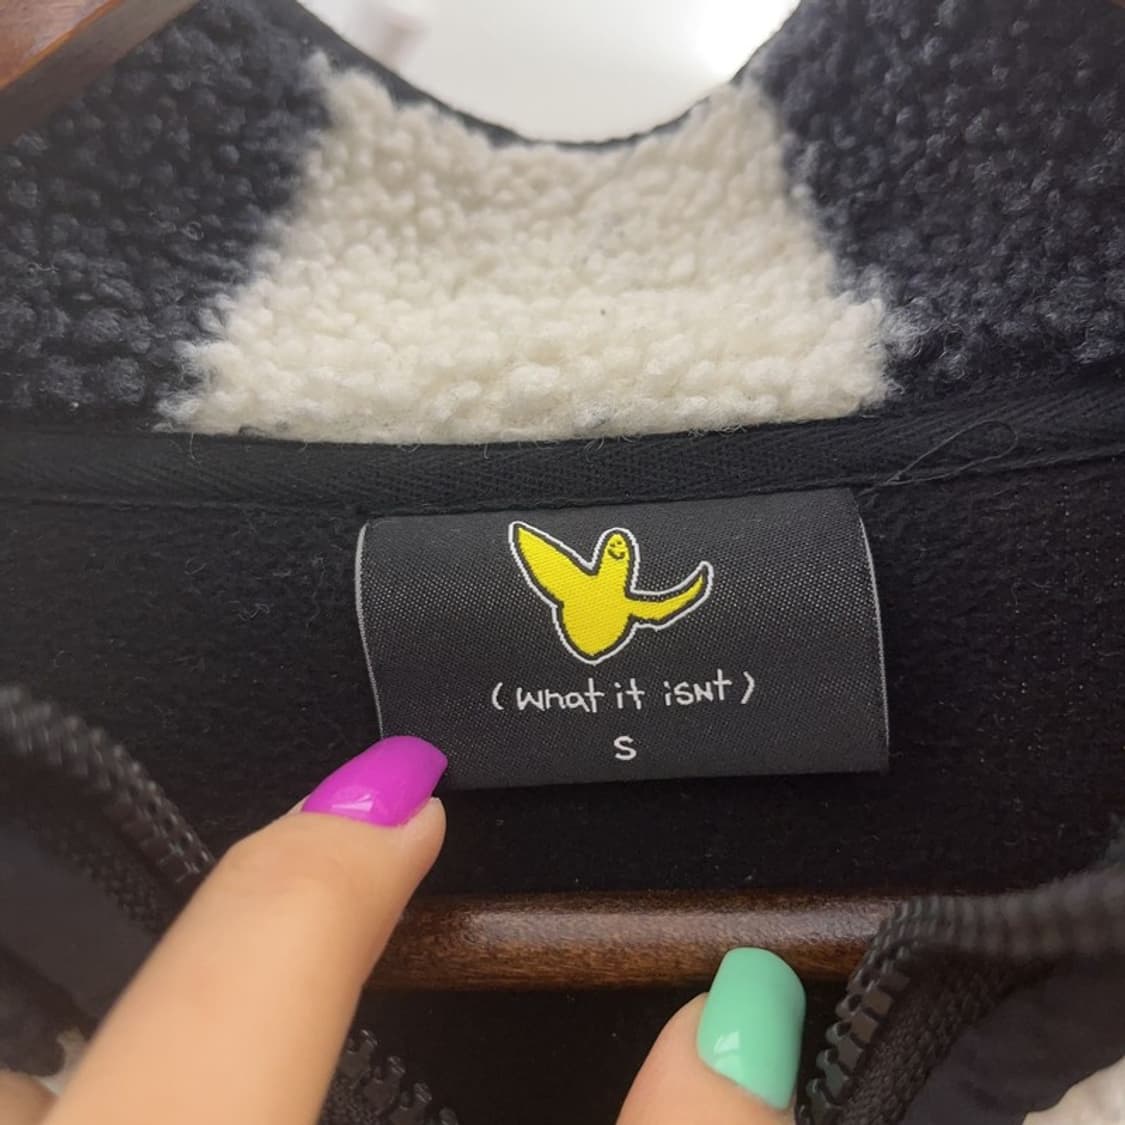 (what it isNt)
S